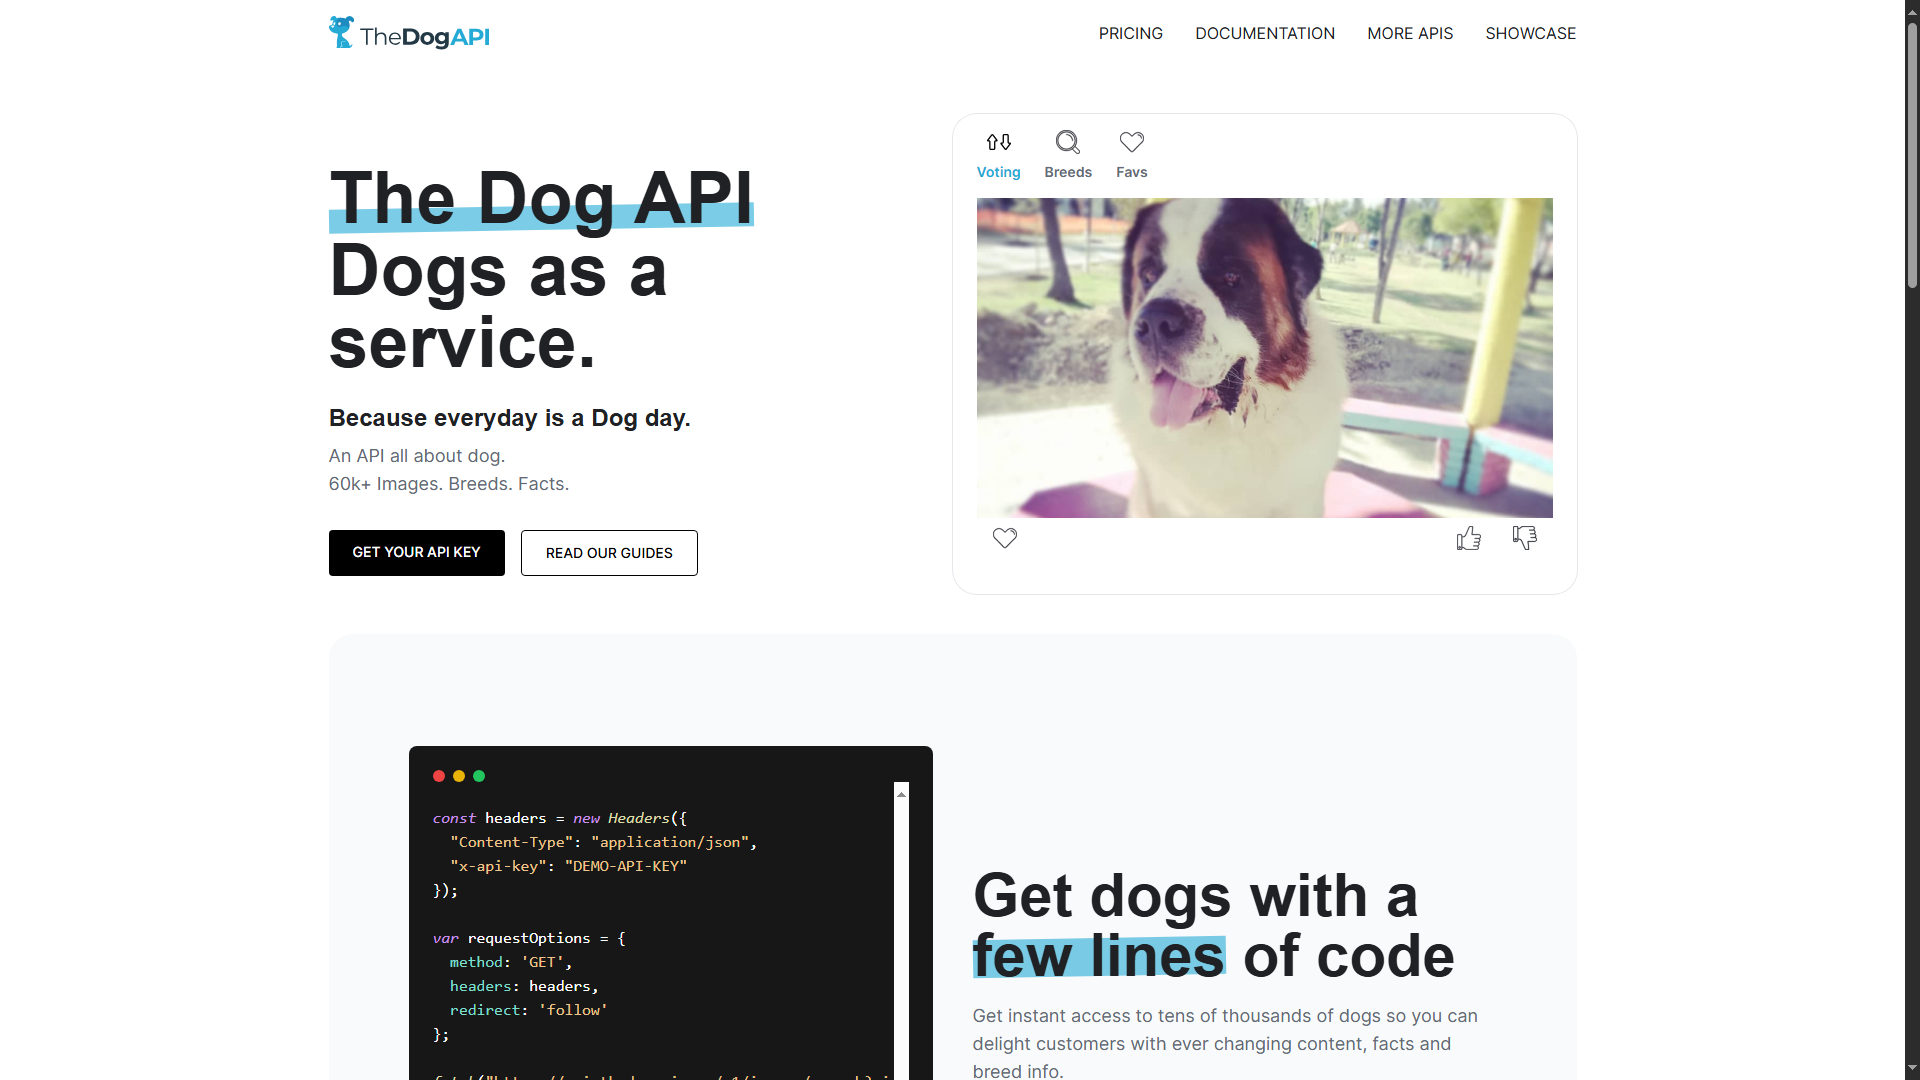 TheDogAPI
PRICING
DOCUMENTATION
MORE APIS
SHOWCASE
The Dog API
Dogs as a
service.
Because everyday is a Dog day.
An API all about dog.
60k+ Images. Breeds. Facts.
GET YOUR API KEY
READ OUR GUIDES
Voting
Breeds
Favs
const headers = new Headers({
"Content-Type": "application/json",
"x-api-key": "DEMO-API-KEY"
});
var requestOptions = {
method: 'GET',
headers: headers,
redirect: 'follow'
};
Get dogs with a
few lines of code
Get instant access to tens of thousands of dogs so you can
delight customers with ever changing content, facts and
breed info.